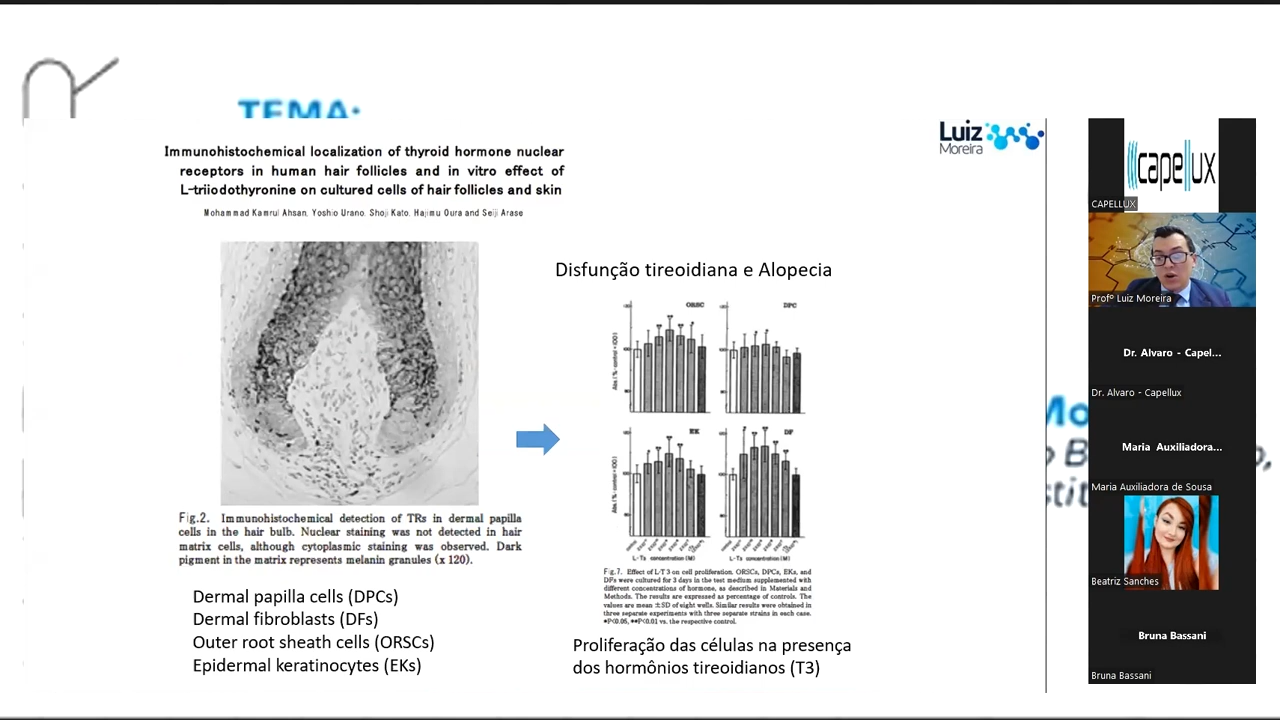 TEMA:
Luiz
Moreira
Immunohistochemical localization of thyroid hormone nuclear
receptors in human hair follicles and in vitro effect of
L-triiodothyronine on cultured cells of hair follicles and skin
Mohammad Kamrul Ahsan, Yoshio Urano, Shoji Kato, Hajimu Oura and Seiji Arase
Disfunção tireoidiana e Alopecia
ORSC
DPC
EK
DF
L-T3 concentration (M)
L-T3 concentration (M)
Fig.2. Immunohistochemical detection of TRs in dermal papilla
cells in the hair bulb. Nuclear staining was not detected in hair
matrix cells, although cytoplasmic staining was observed. Dark
pigment in the matrix represents melanin granules (x 120).
Fig.7. Effect of L-T3 on cell proliferation. ORSCs, DPCs, EKs, and
DFs were cultured for 3 days in the test medium supplemented with
different concentrations of hormone, as described in Materials and
Methods. The results are expressed as percentage of controls. The
values are mean ±SD of eight wells. Similar results were obtained in
three separate experiments with three separate strains in each case.
*P<0.05, **P<0.01 vs. the respective control.
Dermal papilla cells (DPCs)
Dermal fibroblasts (DFs)
Outer root sheath cells (ORSCs)
Epidermal keratinocytes (EKs)
Proliferação das células na presença
dos hormônios tireoidianos (T3)
capellux
CAPELLUX
Profº Luiz Moreira
Dr. Alvaro - Capel...
Dr. Alvaro - Capellux
Maria Auxiliadora...
Maria Auxiliadora de Sousa
Beatriz Sanches
Bruna Bassani
Bruna Bassani